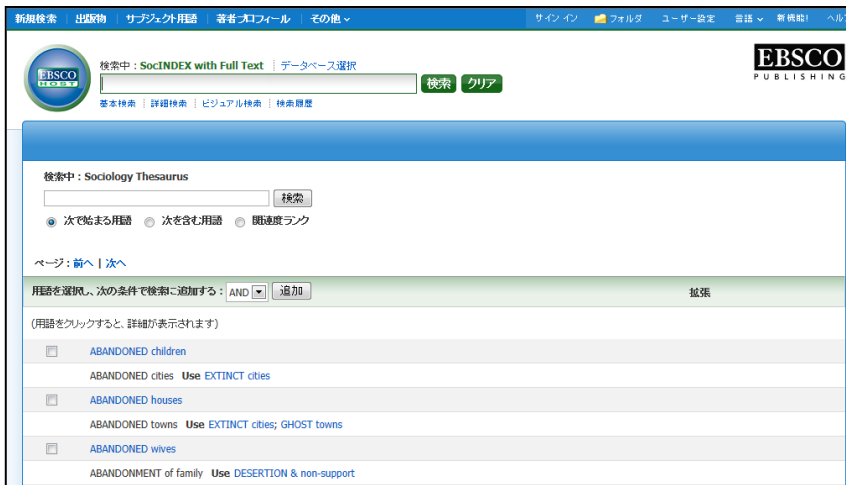 新規検索 出版物 サブジェクト用語 著者プロフィール その他 サインイン フォルダ ユーザー設定 言語 新機能! ヘル
EBSCO HOST
検索中 : SocINDEX with Full Text データベース選択
検索 クリア
基本検索 詳細検索 ビジュアル検索 検索履歴
EBSCO
PUBLISHING
検索中 : Sociology Thesaurus
検索
次で始まる用語 次を含む用語 関連度ランク
ページ : 前へ | 次へ
用語を選択し、次の条件で検索に追加する : AND 追加 拡張
(用語をクリックすると、詳細が表示されます)
ABANDONED children
ABANDONED cities Use EXTINCT cities
ABANDONED houses
ABANDONED towns Use EXTINCT cities; GHOST towns
ABANDONED wives
ABANDONMENT of family Use DESERTION & non-support